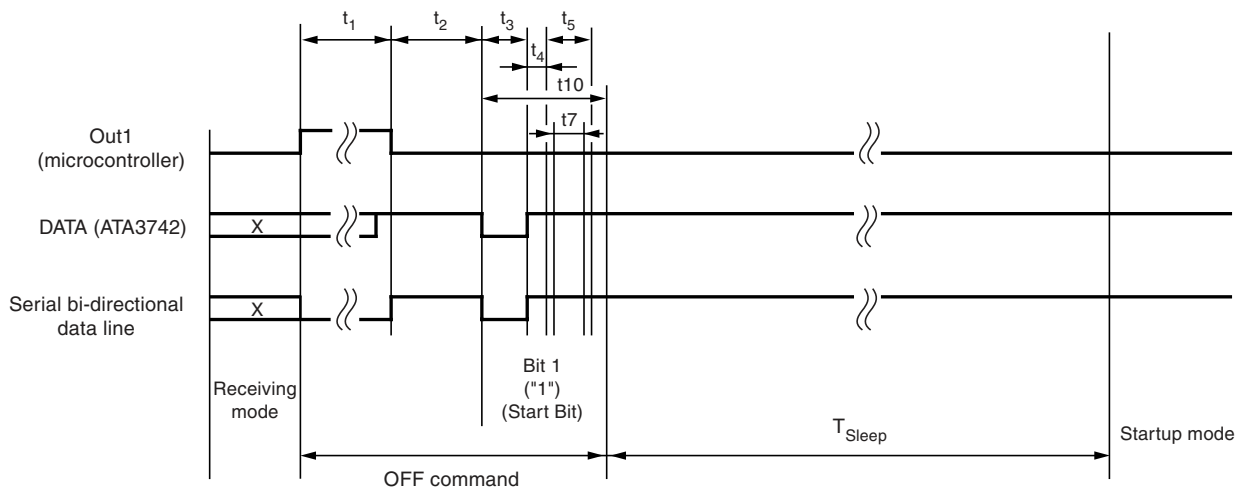 t1
t2
t3
t5
t4
t10
t7
Out1
(microcontroller)
DATA (ATA3742)
X
Serial bi-directional
data line
X
Receiving
mode
Bit 1
("1")
(Start Bit)
TSleep
Startup mode
OFF command